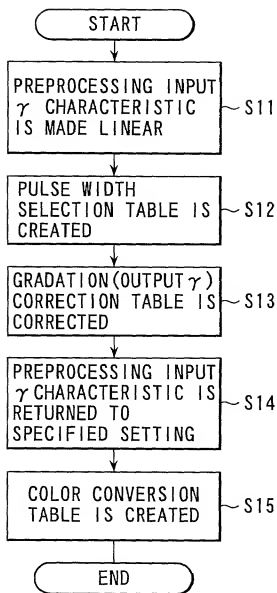 START
PREPROCESSING INPUT
γ CHARACTERISTIC
IS MADE LINEAR
S11
PULSE WIDTH
SELECTION TABLE IS
CREATED
S12
GRADATION(OUTPUT γ)
CORRECTION TABLE IS
CORRECTED
S13
PREPROCESSING INPUT
γ CHARACTERISTIC IS
RETURNED TO
SPECIFIED SETTING
S14
COLOR CONVERSION
TABLE IS CREATED
S15
END